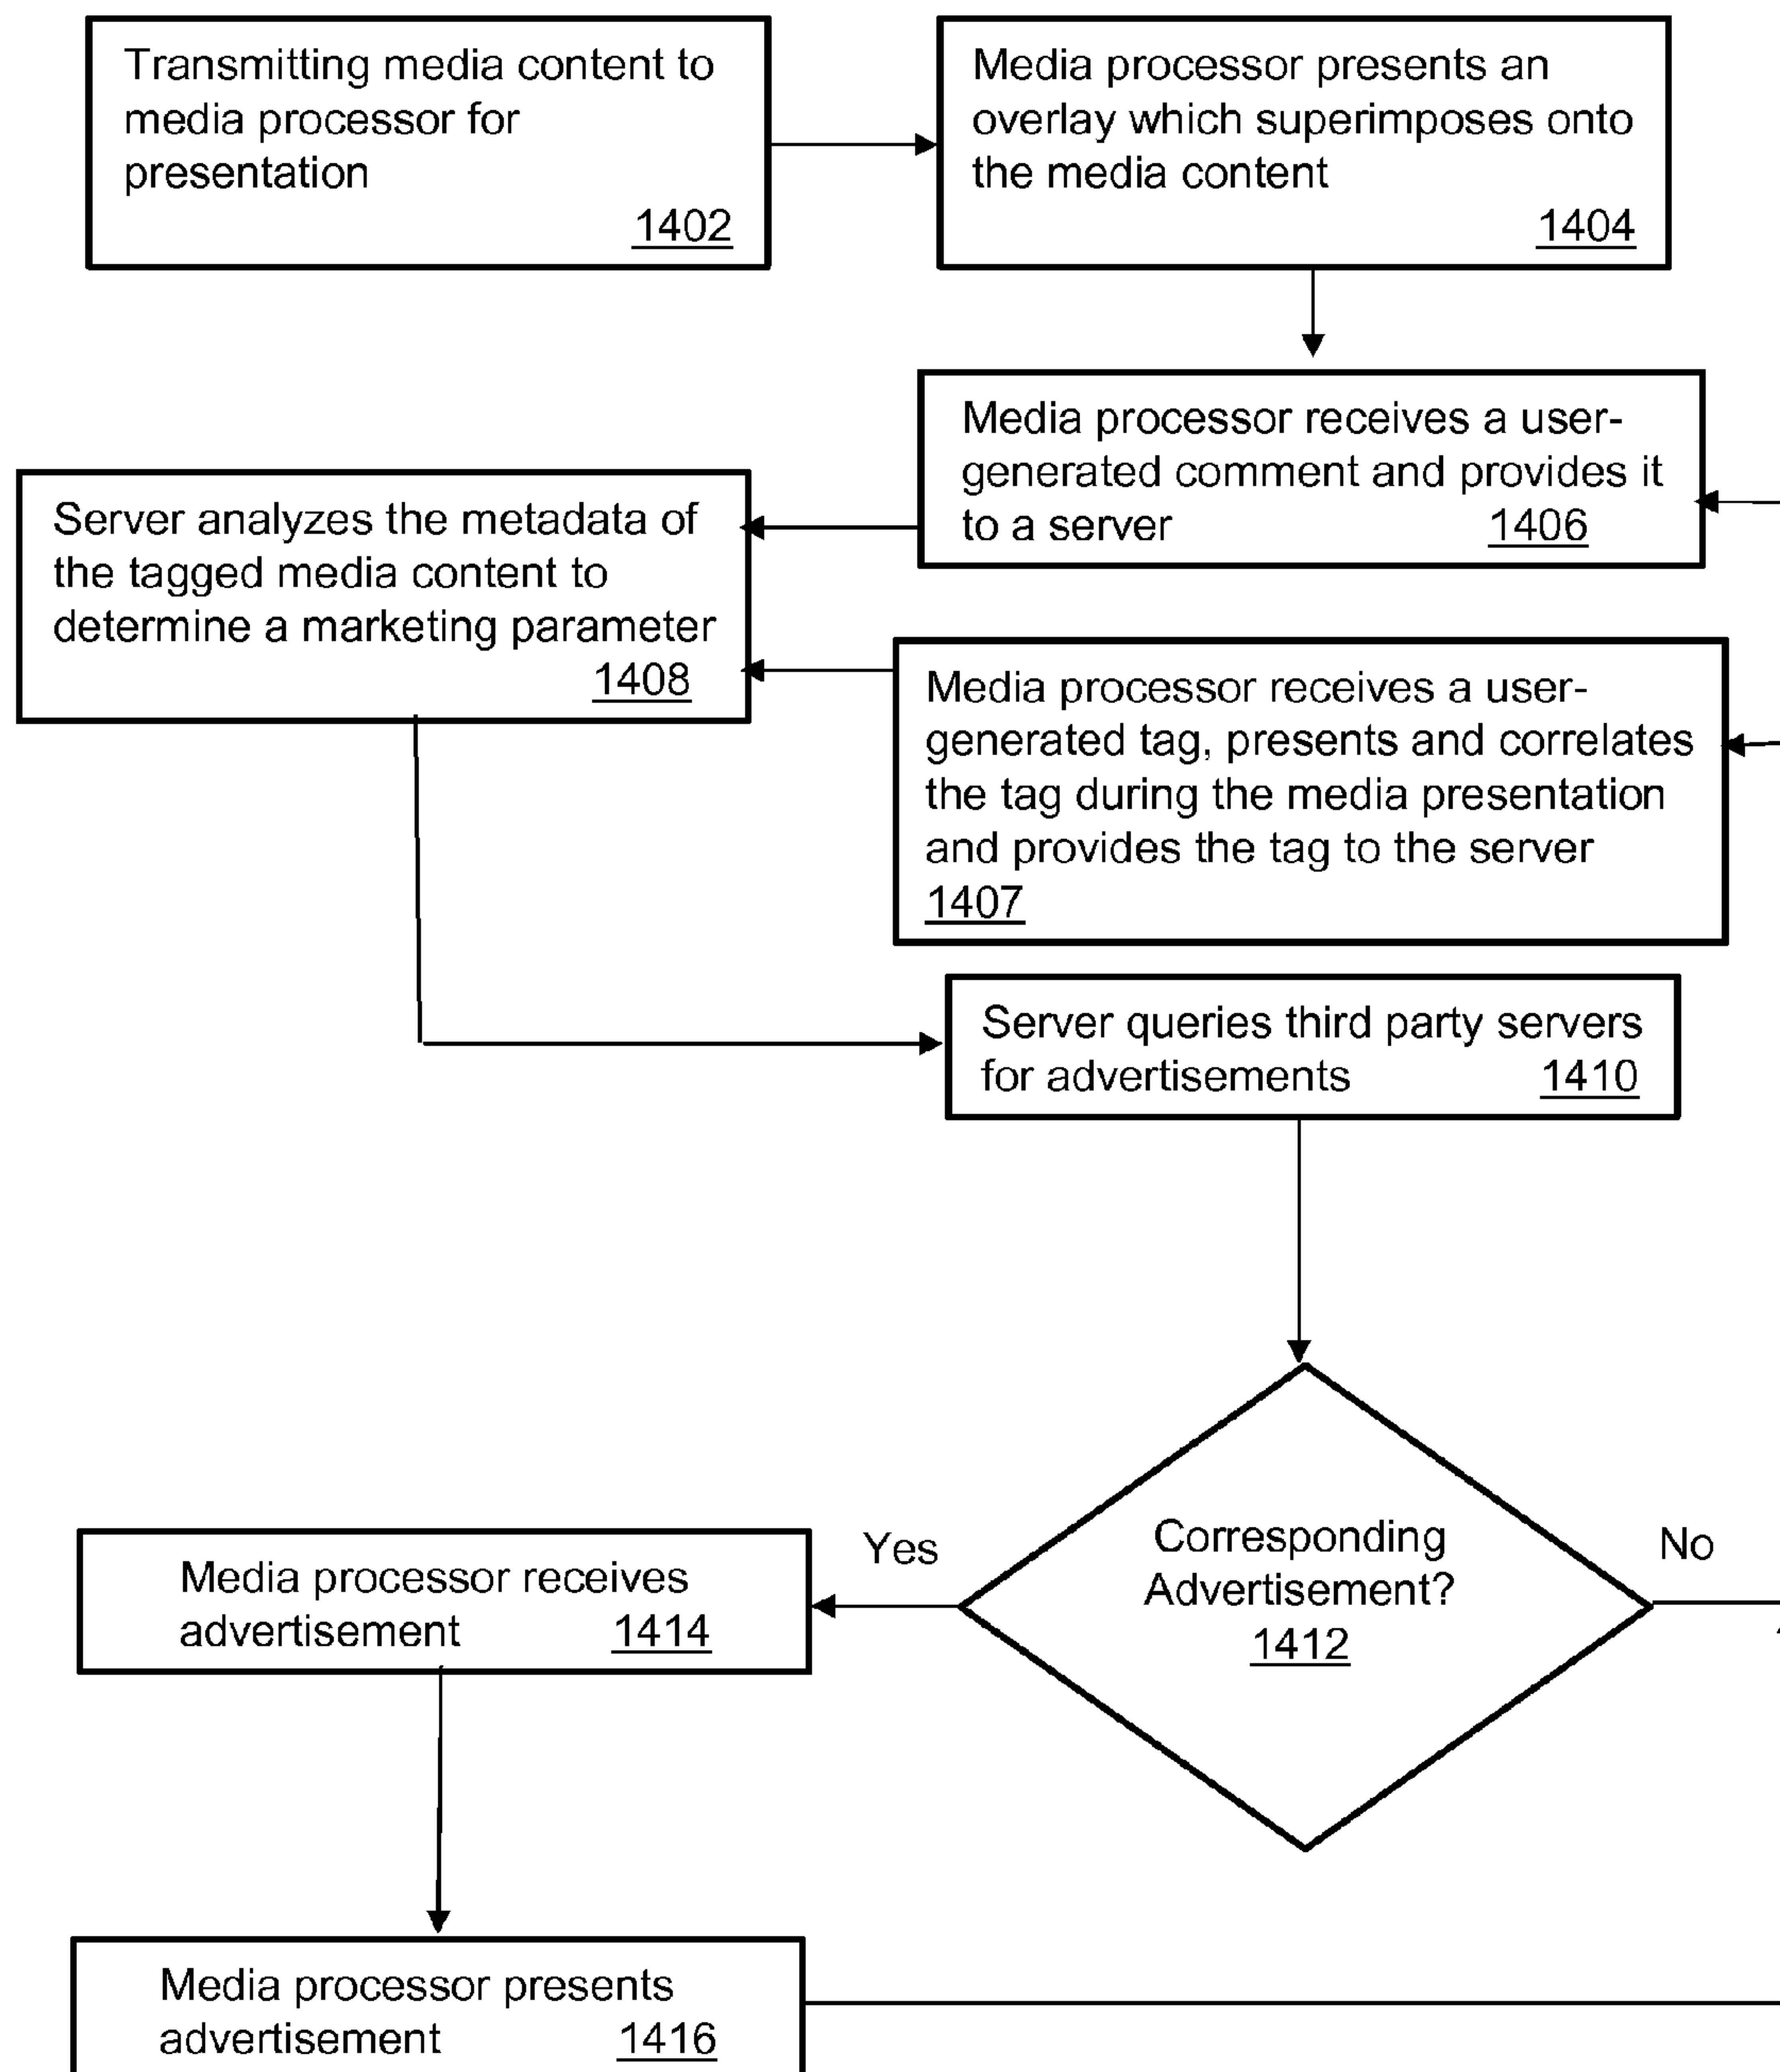 Transmitting media content to
media processor for
presentation
1402
Media processor presents an
overlay which superimposes onto
the media content
1404
Media processor receives a user-
generated comment and provides it
to a server 1406
Server analyzes the metadata of
the tagged media content to
determine a marketing parameter
1408
Media processor receives a user-
generated tag, presents and correlates
the tag during the media presentation
and provides the tag to the server
1407
Server queries third party servers
for advertisements 1410
Corresponding
Advertisement?
1412
Yes
No
Media processor receives
advertisement 1414
Media processor presents
advertisement 1416